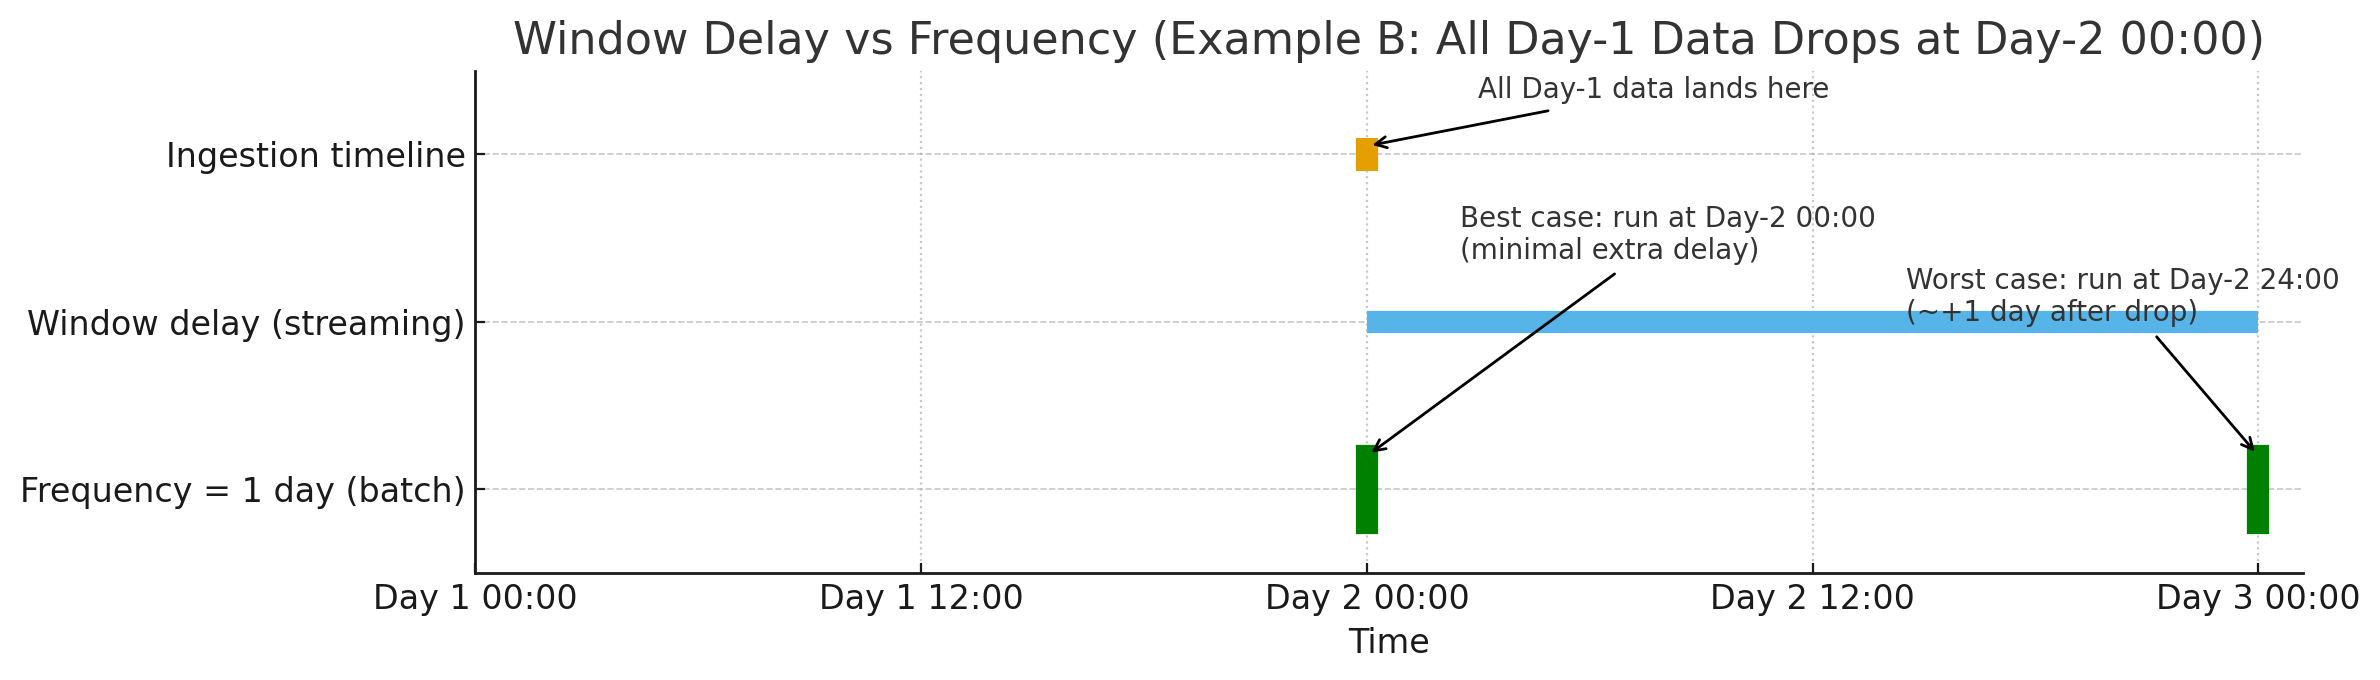 Window Delay vs Frequency (Example B: All Day-1 Data Drops at Day-2 00:00)
All Day-1 data lands here
Ingestion timeline
Best case: run at Day-2 00:00
(minimal extra delay)
Worst case: run at Day-2 24:00
(~+1 day after drop)
Window delay (streaming)
Frequency = 1 day (batch)
Day 1 00:00
Day 1 12:00
Day 2 00:00
Day 2 12:00
Day 3 00:00
Time